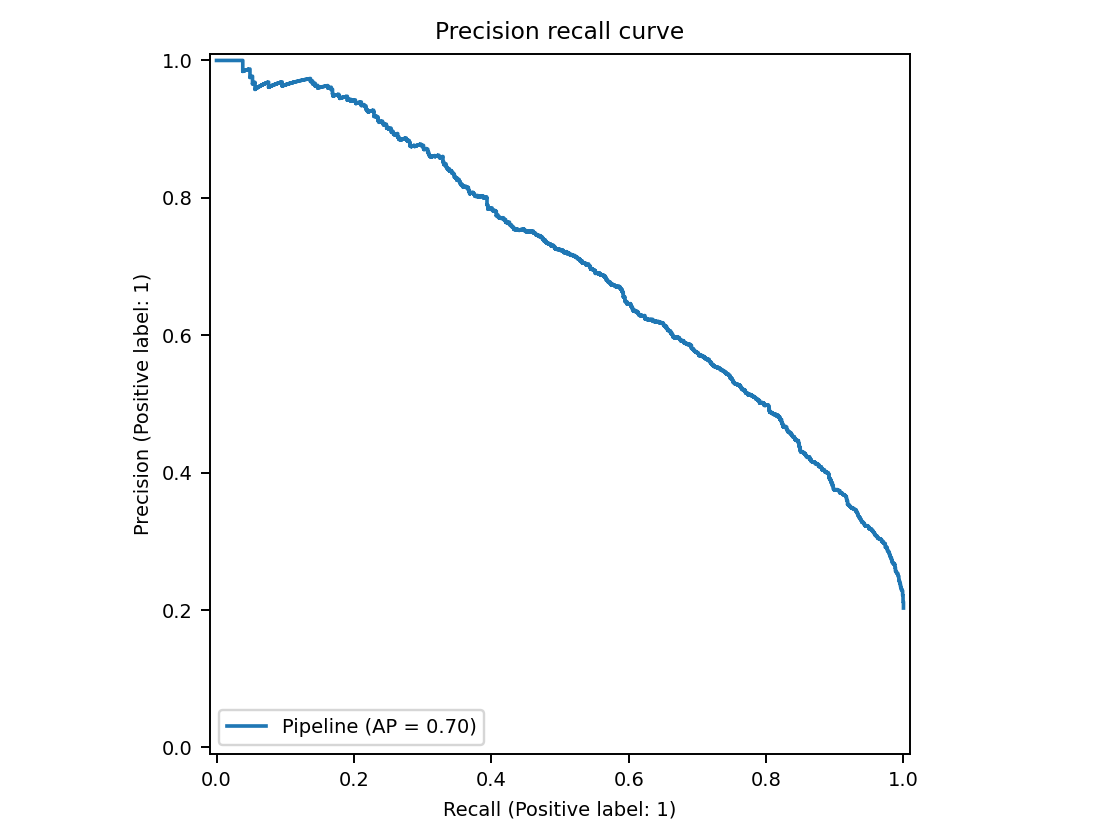 Precision recall curve
1.0
0.8
0.6
0.4
0.2
0.0
Precision (Positive label: 1)
Pipeline (AP = 0.70)
0.0 0.2 0.4 0.6 0.8 1.0
Recall (Positive label: 1)